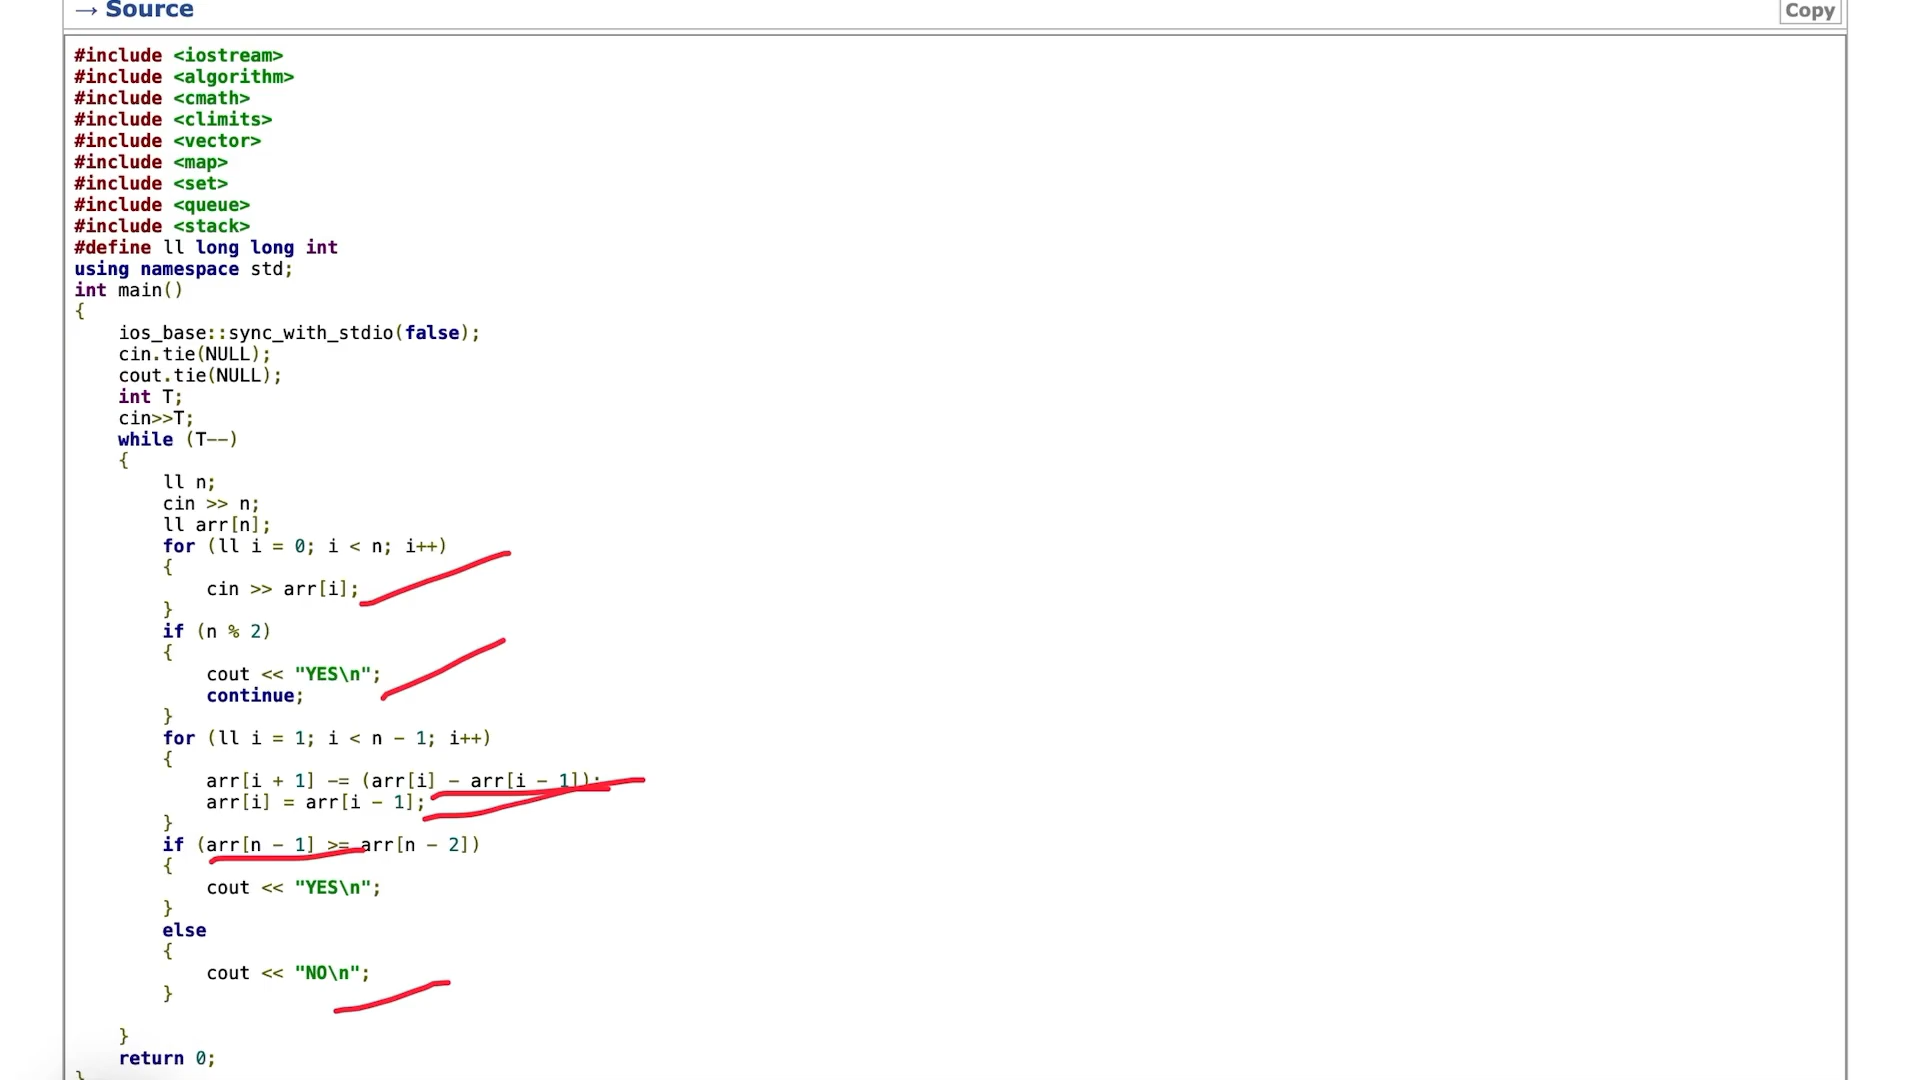 → Source
Copy
#include <iostream>
#include <algorithm>
#include <cmath>
#include <climits>
#include <vector>
#include <map>
#include <set>
#include <queue>
#include <stack>
#define ll long long int
using namespace std;
int main()
{
    ios_base::sync_with_stdio(false);
    cin.tie(NULL);
    cout.tie(NULL);
    int T;
    cin>>T;
    while (T--)
    {
        ll n;
        cin >> n;
        ll arr[n];
        for (ll i = 0; i < n; i++)
        {
            cin >> arr[i];
        }
        if (n % 2)
        {
            cout << "YES\n";
            continue;
        }
        for (ll i = 1; i < n - 1; i++)
        {
            arr[i + 1] -= (arr[i] - arr[i - 1]);
            arr[i] = arr[i - 1];
        }
        if (arr[n - 1] >= arr[n - 2])
        {
            cout << "YES\n";
        }
        else
        {
            cout << "NO\n";
        }

    }
    return 0;
}